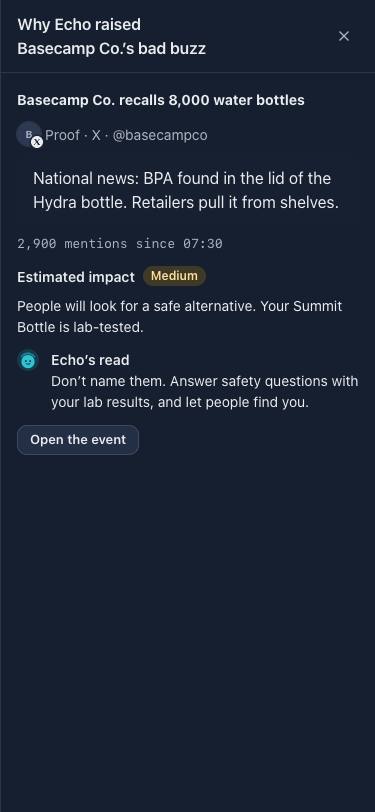 Why Echo raised
Basecamp Co.’s bad buzz
Basecamp Co. recalls 8,000 water bottles
B
X
Proof · X · @basecampco
National news: BPA found in the lid of the
Hydra bottle. Retailers pull it from shelves.
2,900 mentions since 07:30
Estimated impact Medium
People will look for a safe alternative. Your Summit
Bottle is lab-tested.
Echo’s read
Don’t name them. Answer safety questions with
your lab results, and let people find you.
Open the event